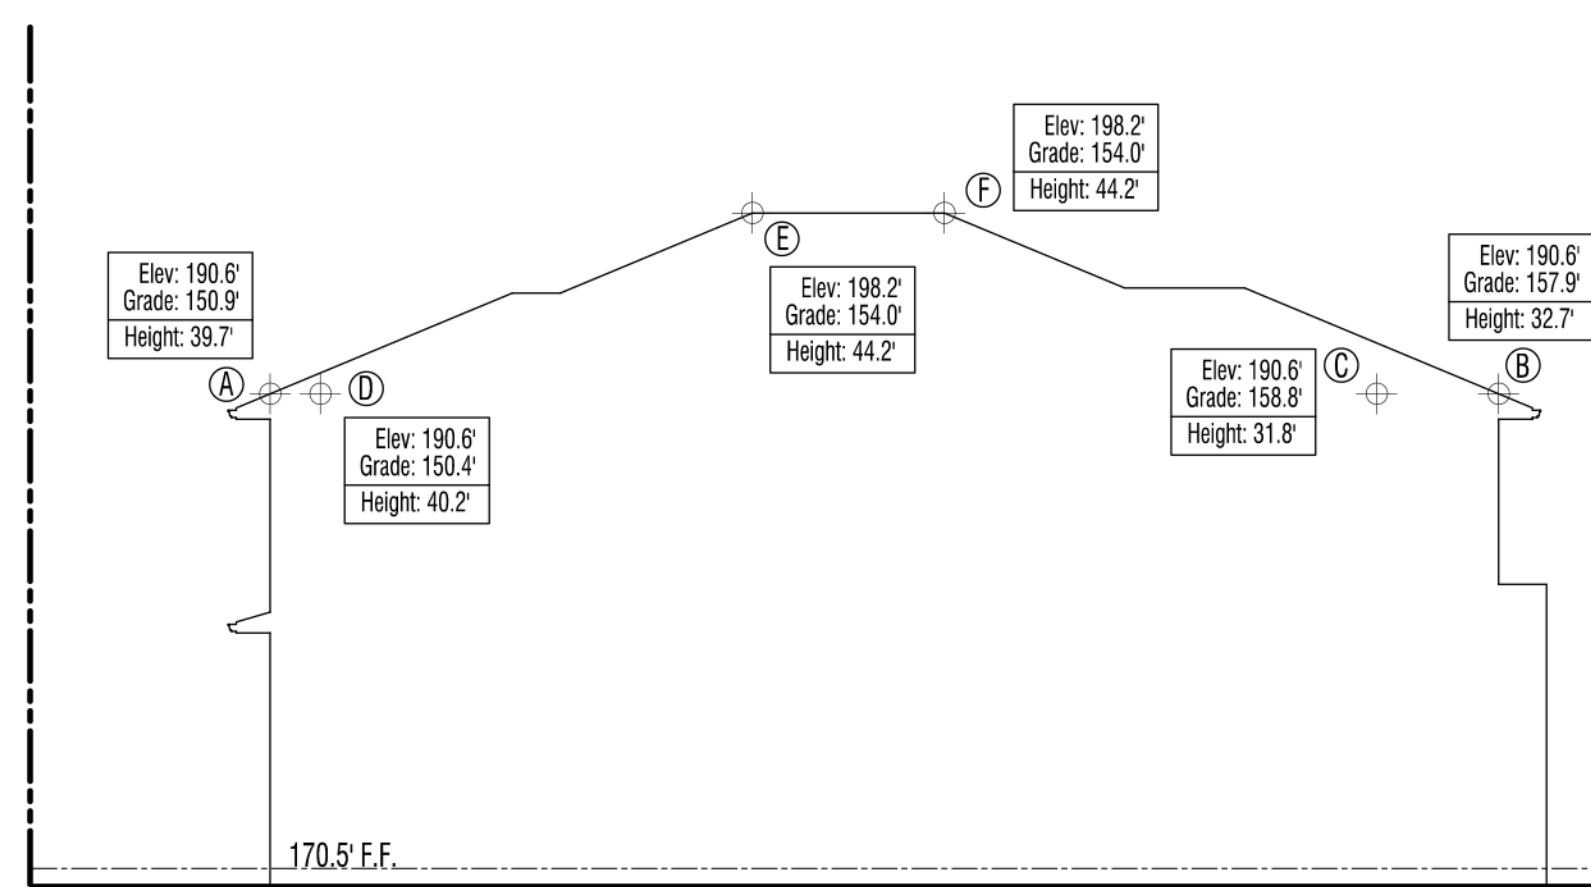 Elev: 198.2'
Grade: 154.0'
Height: 44.2'
F
E
Elev: 190.6'
Grade: 150.9'
Height: 39.7'
Elev: 198.2'
Grade: 154.0'
Height: 44.2'
Elev: 190.6'
Grade: 157.9'
Height: 32.7'
A
D
Elev: 190.6'
Grade: 158.8'
Height: 31.8'
C
B
Elev: 190.6'
Grade: 150.4'
Height: 40.2'
170.5' F.F.